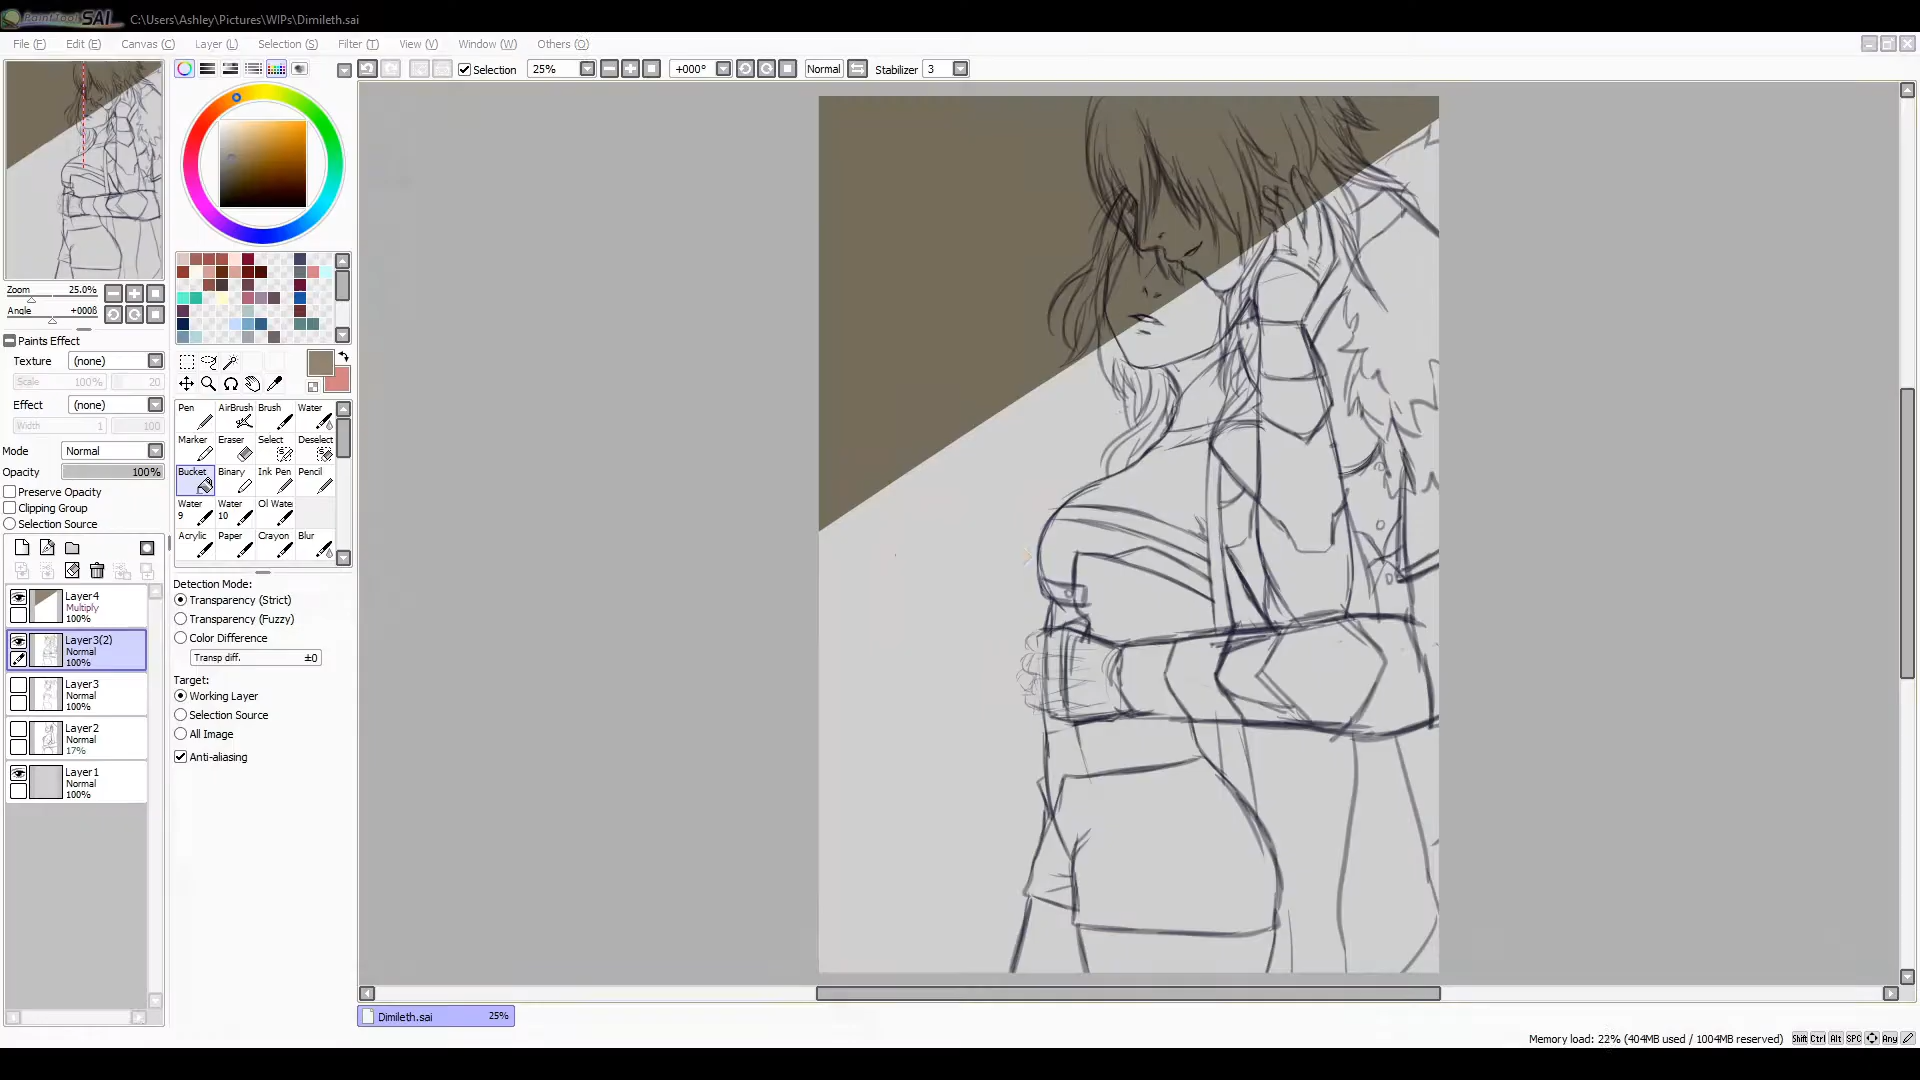 PaintTool SAI C:\Users\Ashley\Pictures\WIPs\Dimileth.sai
File (F) Edit (E) Canvas (C) Layer (L) Selection (S) Filter (T) View (V) Window (W) Others (O)
Selection 25% +000° Normal Stabilizer 3
Zoom 25.0%
Angle +000ß
Paints Effect
Texture (none)
Scale 100% 20
Effect (none)
Width 1 100
Mode Normal
Opacity 100%
Preserve Opacity
Clipping Group
Selection Source
Layer4
Multiply
100%
Layer3(2)
Normal
100%
Layer3
Normal
100%
Layer2
Normal
17%
Layer1
Normal
100%
Pen AirBrush Brush Water
Marker Eraser Select Deselect
Bucket Binary Ink Pen Pencil
Water 9 Water 10 Ol Wate
Acrylic Paper Crayon Blur
Detection Mode:
Transparency (Strict)
Transparency (Fuzzy)
Color Difference
Transp diff. ±0
Target:
Working Layer
Selection Source
All Image
Anti-aliasing
Dimileth.sai 25%
Memory load: 22% (404MB used / 1004MB reserved) Shift Ctrl Alt SPC Any